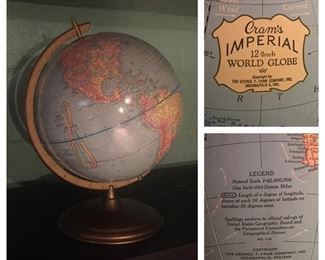 Wind Current
Cram's
IMPERIAL
12 Inch
WORLD GLOBE
Copyright by
THE GEORGE F. CRAM COMPANY, INC.
INDIANAPOLIS 6, IND.
R T H
LEGEND
Natural Scale 1:42,000,000
One Inch=664 Statute Miles
Length of a degree of longitude,
shown at each 10 degrees of latitude on
meridian 20 degrees west.
Spellings conform to official rulings of
United States Geographic Board and
the Permanent Committee on
Geographical Names
COPYRIGHT
THE GEORGE F. CRAM COMPANY, INC.
INDIANAPOLIS, INDIANA